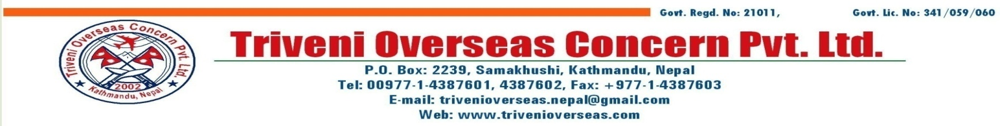 Govt. Regd. No: 21011, Govt. Lic. No: 341/059/060
Triveni Overseas Concern Pvt. Ltd.
Triveni Overseas Concern Pvt. Ltd.
2002
Kathmandu, Nepal
P.O. Box: 2239, Samakhushi, Kathmandu, Nepal
Tel: 00977-1-4387601, 4387602, Fax: +977-1-4387603
E-mail: trivenioverseas.nepal@gmail.com
Web: www.trivenioverseas.com